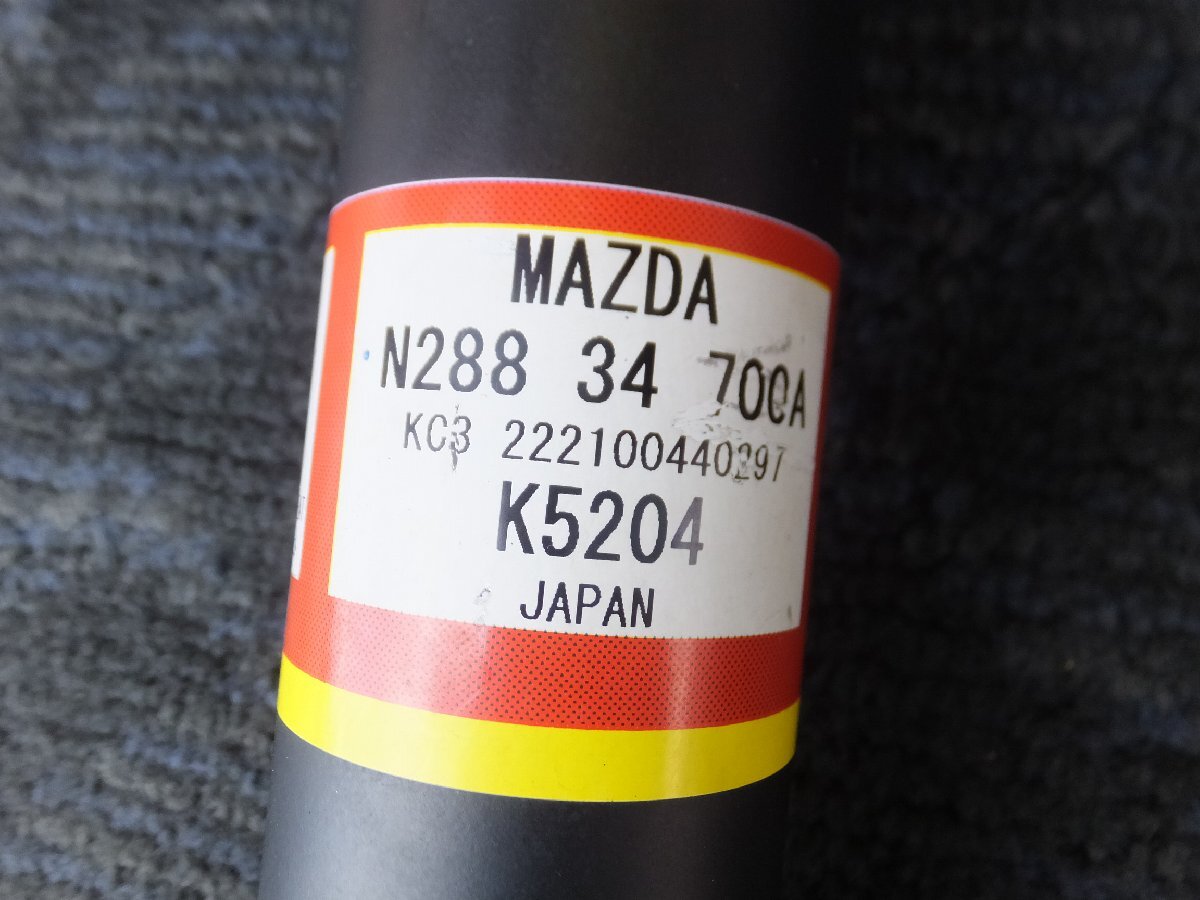 MAZDA
N288 34 700A
KC3 222100440297
K5204
JAPAN